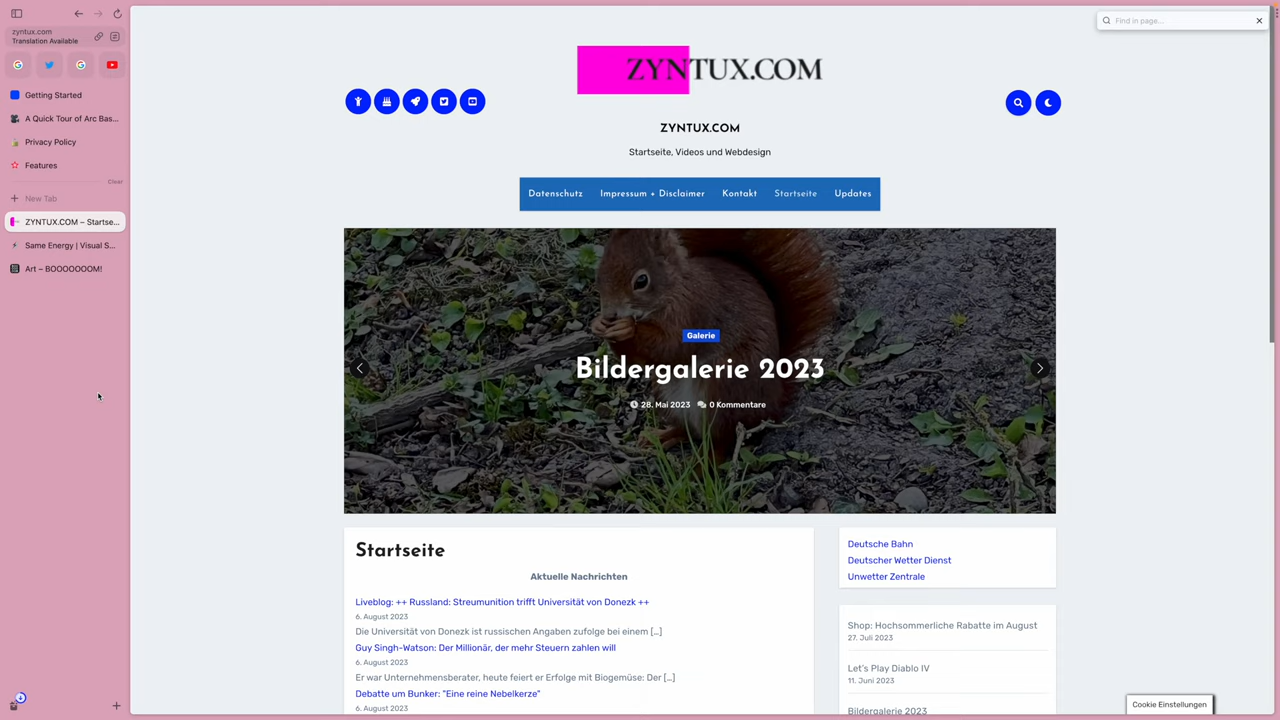 zyntux.com
Translation Available
Getting Started
A Quick Tour of Arc Bas...
Privacy Policy
Features
Clear
New Tab
ZYNTUX.COM – Startse...
Same Energy | Visual S...
Art – BOOOOOOOM!
Find in page...
ZYNTUX.COM
ZYNTUX.COM
Startseite, Videos und Webdesign
Datenschutz
Impressum + Disclaimer
Kontakt
Startseite
Updates
Galerie
Bildergalerie 2023
28. Mai 2023 0 Kommentare
Startseite
Aktuelle Nachrichten
Liveblog: ++ Russland: Streumunition trifft Universität von Donezk ++
6. August 2023
Die Universität von Donezk ist russischen Angaben zufolge bei einem [...]
Guy Singh-Watson: Der Millionär, der mehr Steuern zahlen will
6. August 2023
Er war Unternehmensberater, heute feiert er Erfolge mit Biogemüse: Der [...]
Debatte um Bunker: "Eine reine Nebelkerze"
6. August 2023
Deutsche Bahn
Deutscher Wetter Dienst
Unwetter Zentrale
Shop: Hochsommerliche Rabatte im August
27. Juli 2023
Let's Play Diablo IV
11. Juni 2023
Bildergalerie 2023
Cookie Einstellungen